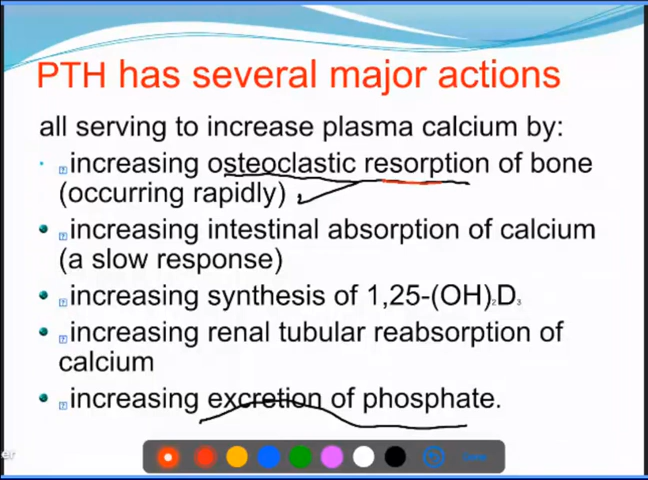 PTH has several major actions
all serving to increase plasma calcium by:
increasing osteoclastic resorption of bone
(occurring rapidly)
increasing intestinal absorption of calcium
(a slow response)
increasing synthesis of 1,25-(OH)₂D₃
increasing renal tubular reabsorption of
calcium
increasing excretion of phosphate.
er